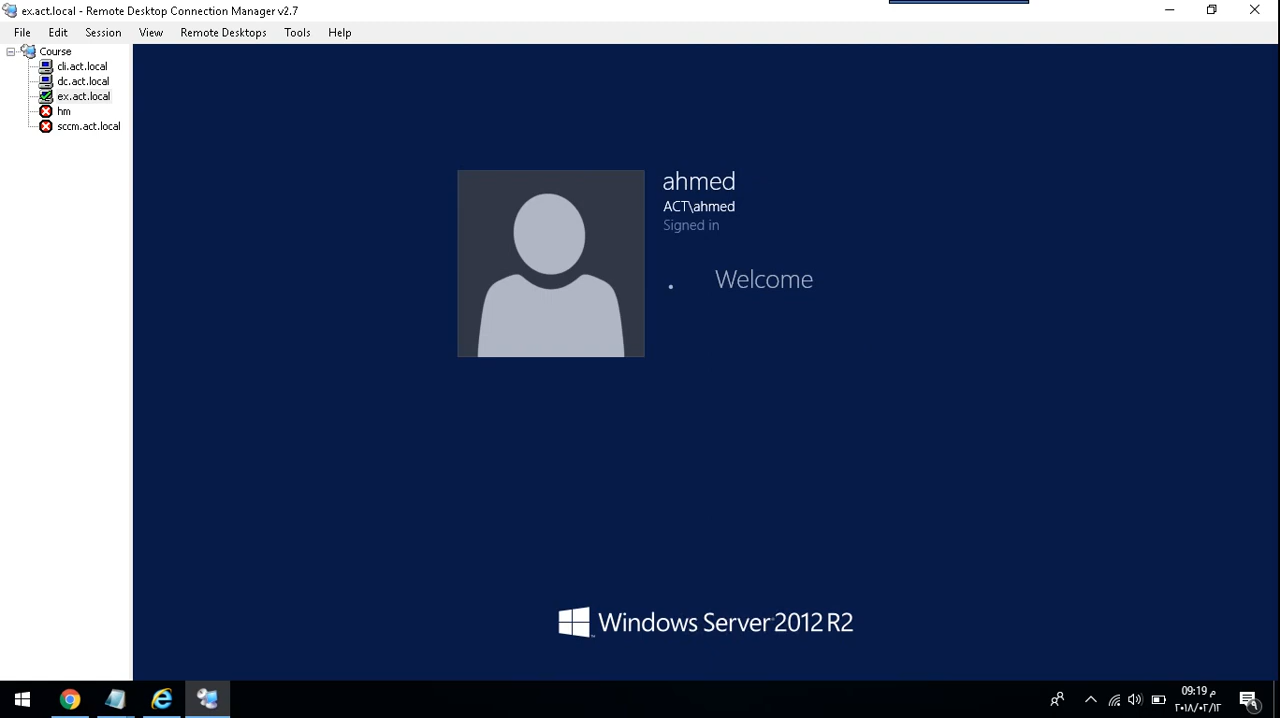 ex.act.local - Remote Desktop Connection Manager v2.7
File Edit Session View Remote Desktops Tools Help
Course
cli.act.local
dc.act.local
ex.act.local
hm
sccm.act.local
ahmed
ACT\ahmed
Signed in
Welcome
Windows Server 2012 R2
09:19 م
٢٠١٨/٠٢/١٢
٩